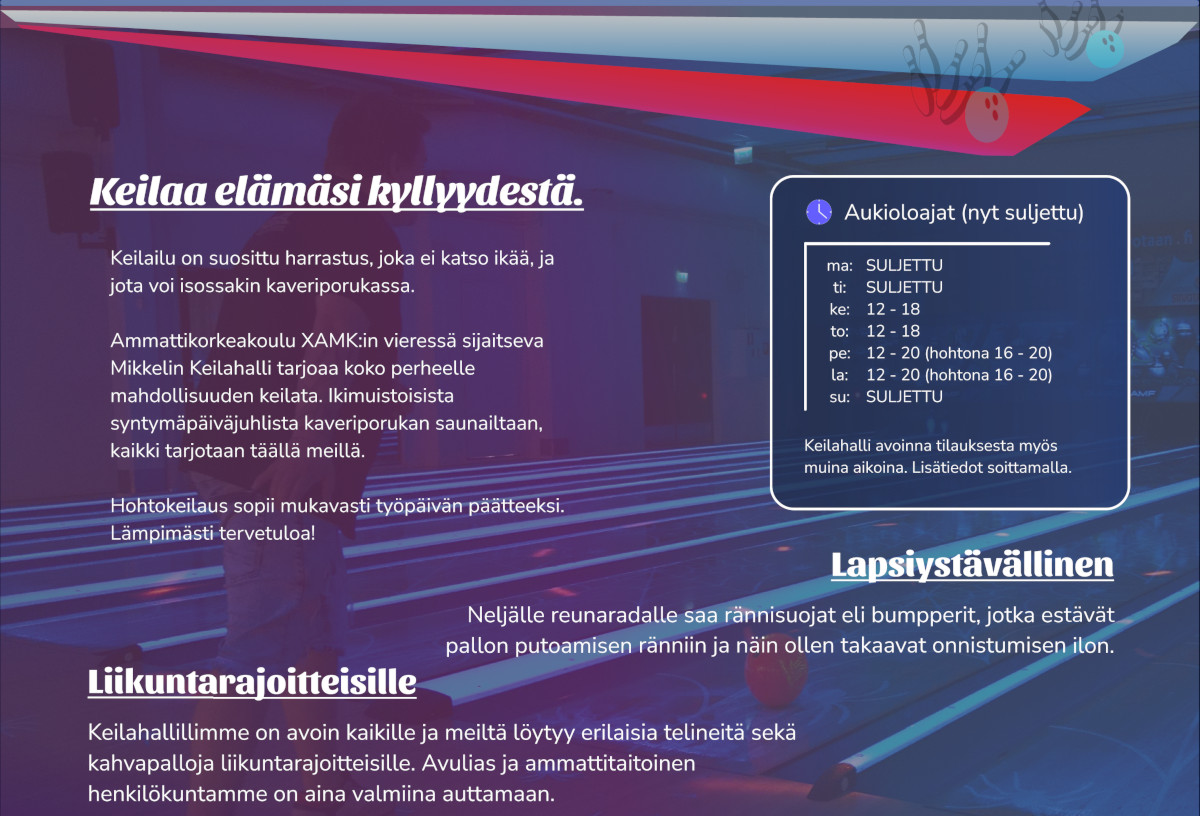 Keilaa elämäsi kyllyydestä.
Keilailu on suosittu harrastus, joka ei katso ikää, ja
jota voi isossakin kaveriporukassa.
Ammattikorkeakoulu XAMK:in vieressä sijaitseva
Mikkelin Keilahalli tarjoaa koko perheelle
mahdollisuuden keilata. Ikimuistoisista
syntymäpäiväjuhlista kaveriporukan saunailtaan,
kaikki tarjotaan täällä meillä.
Hohtokeilaus sopii mukavasti työpäivän päätteeksi.
Lämpimästi tervetuloa!
Aukioloajat (nyt suljettu)
ma: SULJETTU
ti: SULJETTU
ke: 12 - 18
to: 12 - 18
pe: 12 - 20 (hohtona 16 - 20)
la: 12 - 20 (hohtona 16 - 20)
su: SULJETTU
Keilahalli avoinna tilauksesta myös
muina aikoina. Lisätiedot soittamalla.
Lapsiystävällinen
Neljälle reunaradalle saa rännisuojat eli bumpperit, jotka estävät
pallon putoamisen ränniin ja näin ollen takaavat onnistumisen ilon.
Liikuntarajoitteisille
Keilahallillimme on avoin kaikille ja meiltä löytyy erilaisia telineitä sekä
kahvapalloja liikuntarajoitteisille. Avulias ja ammattitaitoinen
henkilökuntamme on aina valmiina auttamaan.